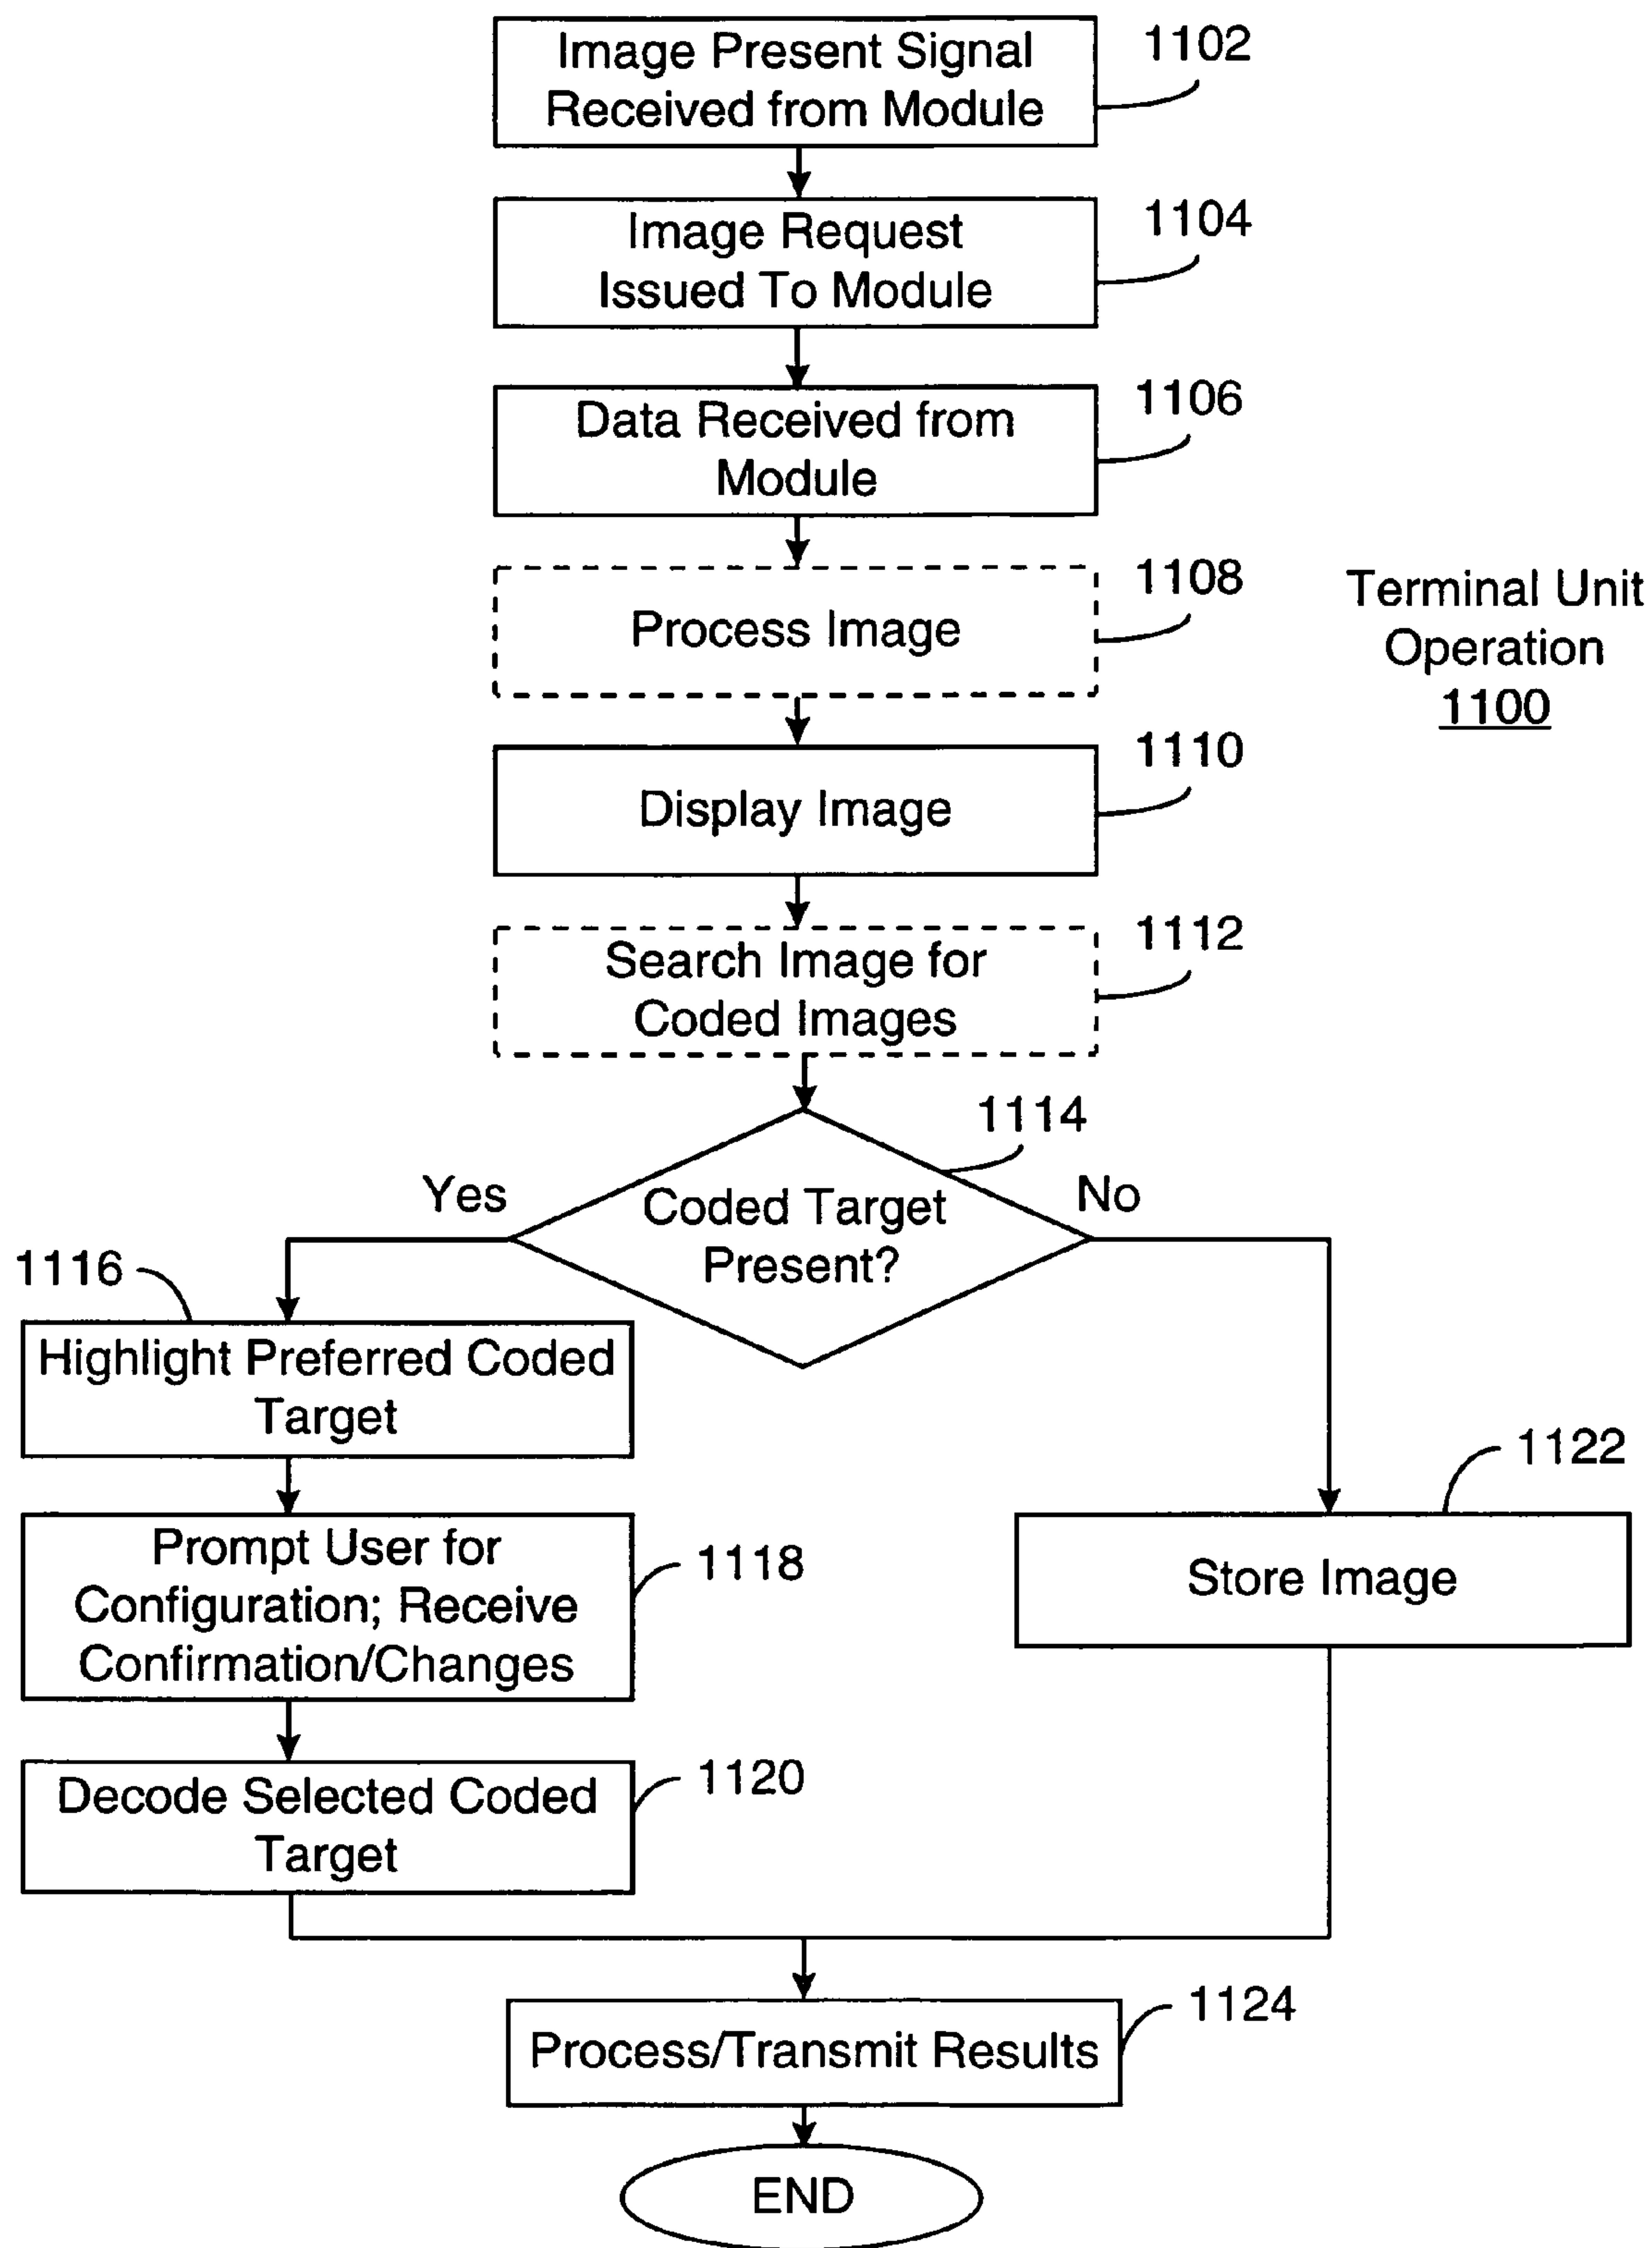 Image Present Signal
Received from Module
1102
Image Request
Issued To Module
1104
Data Received from
Module
1106
Process Image
1108
Terminal Unit
Operation
1100
Display Image
1110
Search Image for
Coded Images
1112
1114
Yes
Coded Target
Present?
No
1116
Highlight Preferred Coded
Target
Prompt User for
Configuration; Receive
Confirmation/Changes
1118
1122
Store Image
Decode Selected Coded
Target
1120
Process/Transmit Results
1124
END